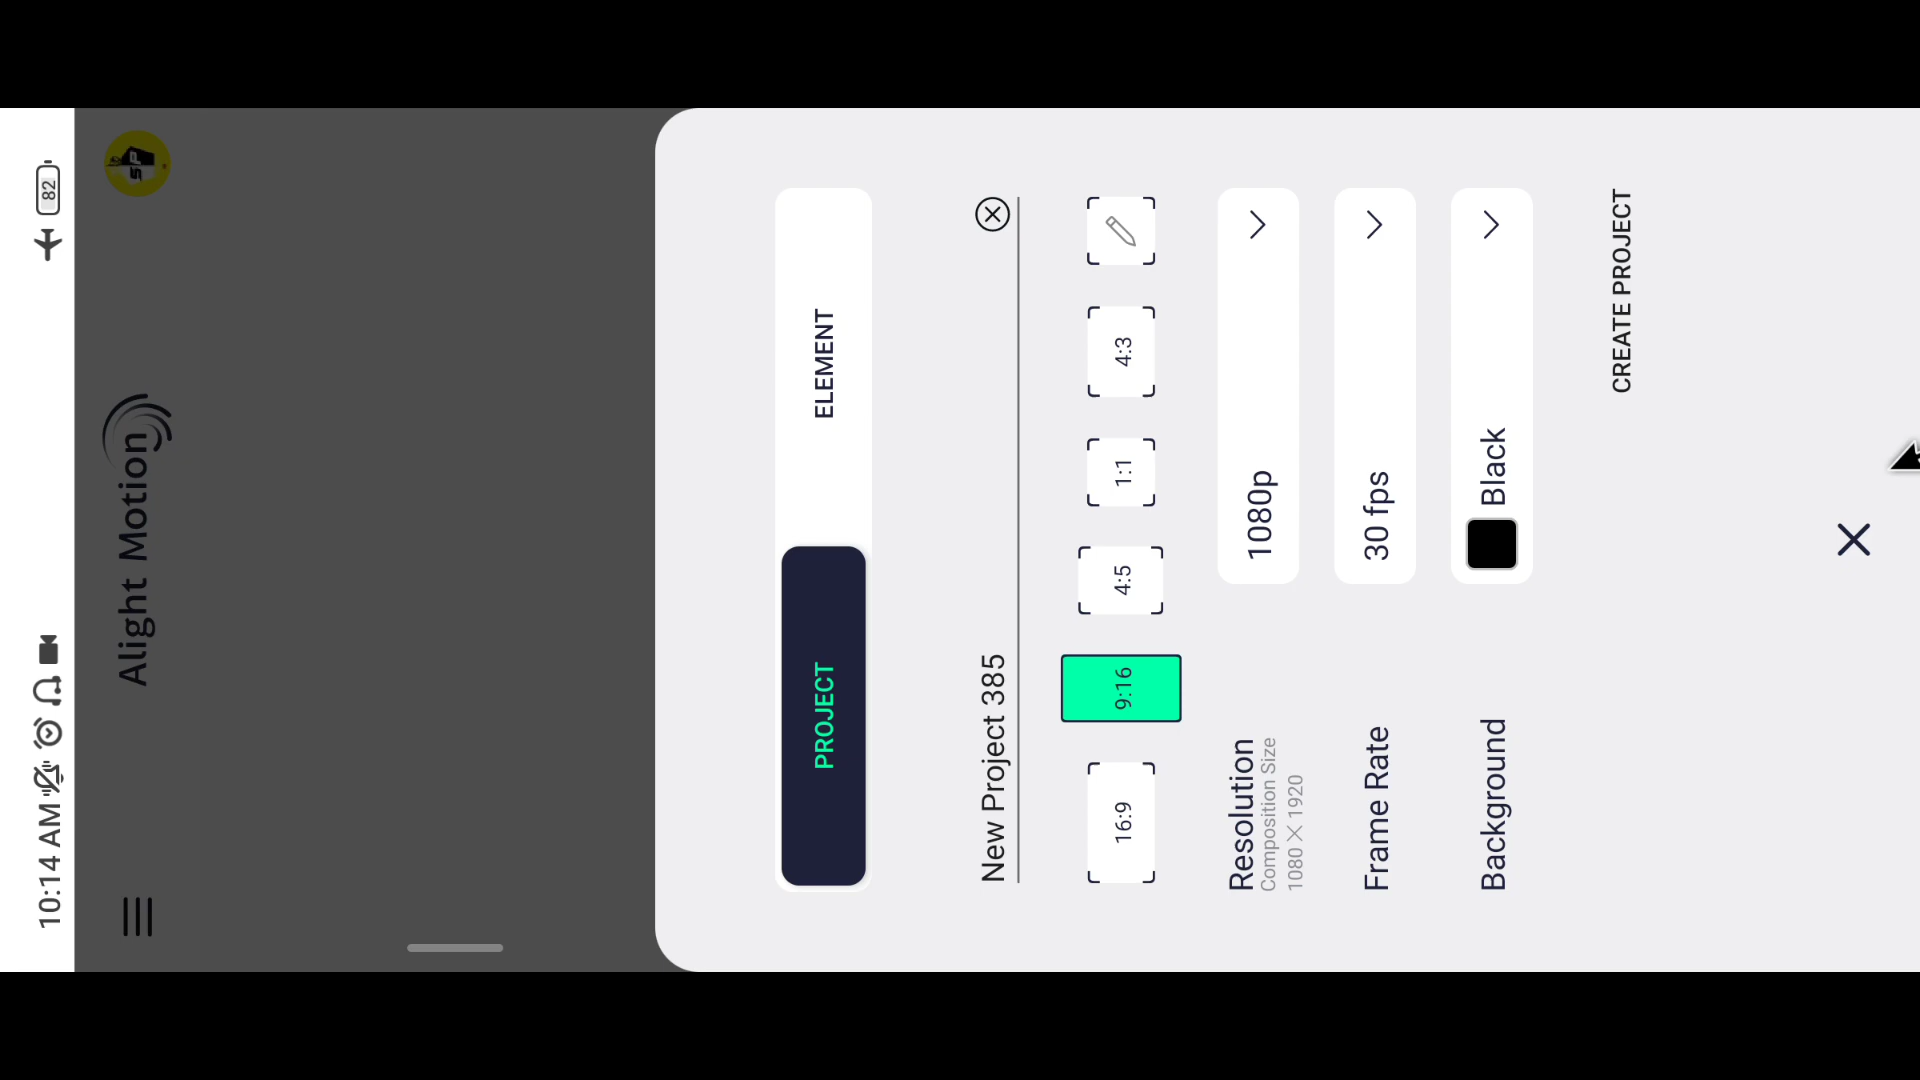 10:14 AM
82
Alight Motion
SP
PROJECT
ELEMENT
New Project 385
16:9
9:16
4:5
1:1
4:3
Resolution
Composition Size
1080 X 1920
1080p
Frame Rate
30 fps
Background
Black
CREATE PROJECT